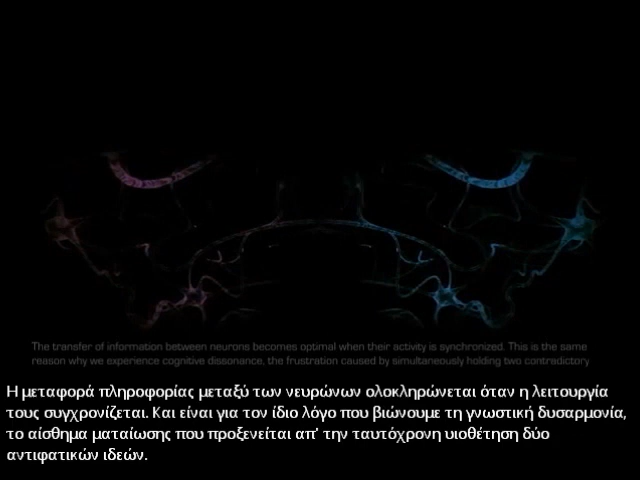 The transfer of information between neurons becomes optimal when their activity is synchronized. This is the same
reason why we experience cognitive dissonance, the frustration caused by simultaneously holding two contradictory
Η μεταφορά πληροφορίας μεταξύ των νευρώνων ολοκληρώνεται όταν η λειτουργία
τους συγχρονίζεται. Και είναι για τον ίδιο λόγο που βιώνουμε τη γνωστική δυσαρμονία,
το αίσθημα ματαίωσης που προξενείται απ' την ταυτόχρονη υιοθέτηση δύο
αντιφατικών ιδεών.